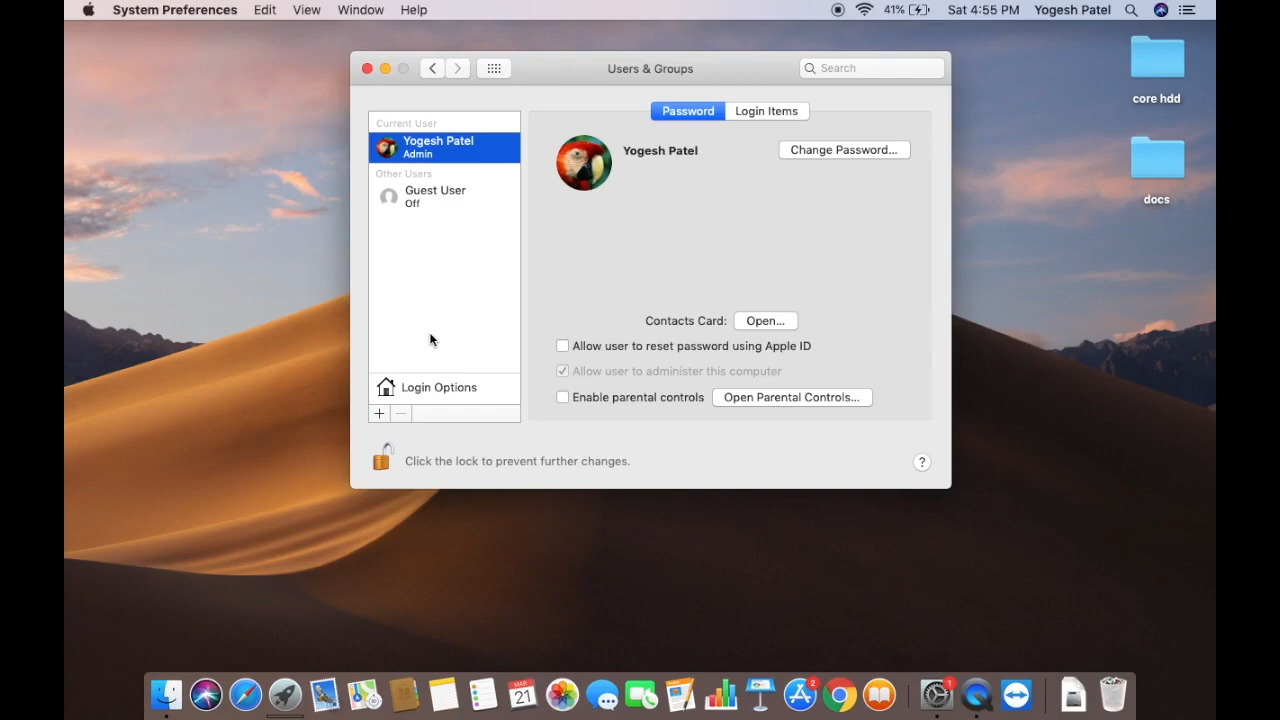 System Preferences Edit View Window Help 41% Sat 4:55 PM Yogesh Patel
Users & Groups
Search
core hdd
docs
Password Login Items
Current User
Yogesh Patel
Admin
Other Users
Guest User
Off
Login Options
+ −
Yogesh Patel
Change Password...
Contacts Card: Open...
Allow user to reset password using Apple ID
Allow user to administer this computer
Enable parental controls Open Parental Controls...
Click the lock to prevent further changes.
?
MAR
21
2
1